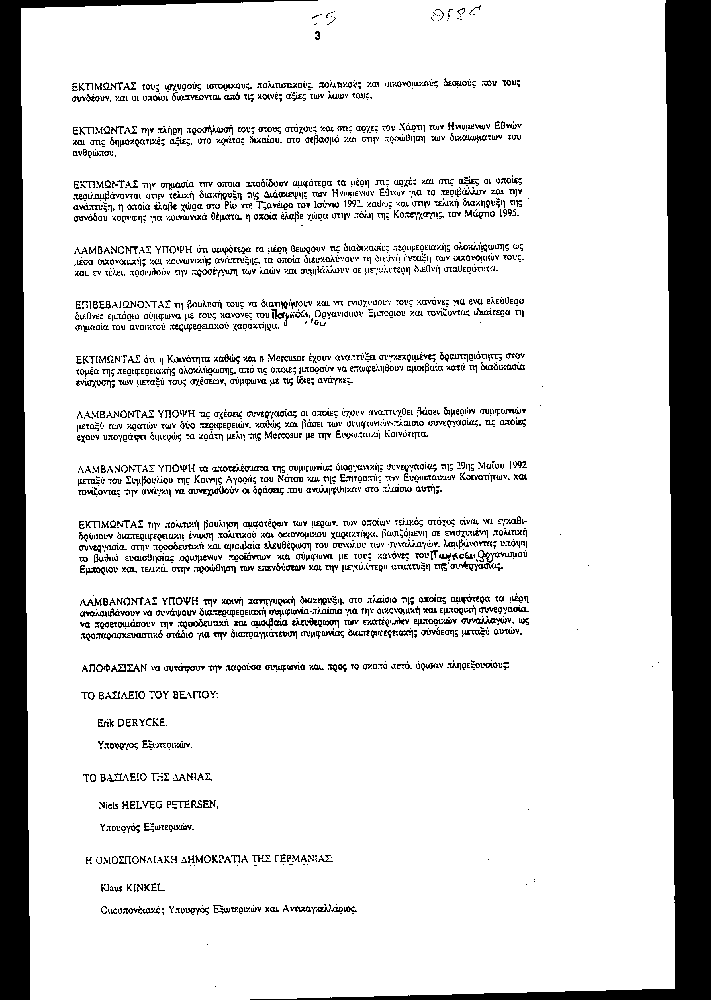 55
3
ΕΚΤΙΜΩΝΤΑΣ τους ισχυρούς ιστορικούς, πολιτιστικούς, πολιτικούς και οικονομικούς δεσμούς που τους
συνδέουν, και οι οποίοι διαπνέονται από τις κοινές αξίες των λαών τους,
ΕΚΤΙΜΩΝΤΑΣ την πλήρη προσήλωσή τους στους στόχους και στις αρχές του Χάρτη των Ηνωμένων Εθνών
και στις δημοκρατικές αξίες, στο κράτος δικαίου, στο σεβασμό και στην προώθηση των δικαιωμάτων του
ανθρώπου,
ΕΚΤΙΜΩΝΤΑΣ την σημασία την οποία αποδίδουν αμφότερα τα μέρη στις αρχές και στις αξίες οι οποίες
περιλαμβάνονται στην τελική διακήρυξη της Διάσκεψης των Ηνωμένων Εθνών για το περιβάλλον και την
ανάπτυξη, η οποία έλαβε χώρα στο Ρίο ντε Τζανέιρο τον Ιούνιο 1992, καθώς και στην τελική διακήρυξη της
συνόδου κορυφής για κοινωνικά θέματα, η οποία έλαβε χώρα στην πόλη της Κοπεγχάγης, τον Μάρτιο 1995,
ΛΑΜΒΑΝΟΝΤΑΣ ΥΠΟΨΗ ότι αμφότερα τα μέρη θεωρούν τις διαδικασίες περιφερειακής ολοκλήρωσης ως
μέσα οικονομικής και κοινωνικής ανάπτυξης, τα οποία διευκολύνουν τη διεθνή ένταξη των οικονομιών τους,
και, εν τέλει, προωθούν την προσέγγιση των λαών και συμβάλλουν σε μεγαλύτερη διεθνή σταθερότητα,
ΕΠΙΒΕΒΑΙΩΝΟΝΤΑΣ τη βούλησή τους να διατηρήσουν και να ενισχύσουν τους κανόνες για ένα ελεύθερο
διεθνές εμπόριο σύμφωνα με τους κανόνες του Παγκόσμιου Οργανισμού Εμπορίου και τονίζοντας ιδιαίτερα τη
σημασία του ανοικτού περιφερειακού χαρακτήρα,
ΕΚΤΙΜΩΝΤΑΣ ότι η Κοινότητα καθώς και η Mercusur έχουν αναπτύξει συγκεκριμένες δραστηριότητες στον
τομέα της περιφερειακής ολοκλήρωσης, από τις οποίες μπορούν να επωφεληθούν αμοιβαία κατά τη διαδικασία
ενίσχυσης των μεταξύ τους σχέσεων, σύμφωνα με τις ίδιες ανάγκες,
ΛΑΜΒΑΝΟΝΤΑΣ ΥΠΟΨΗ τις σχέσεις συνεργασίας οι οποίες έχουν αναπτυχθεί βάσει διμερών συμφωνιών
μεταξύ των κρατών των δύο περιφερειών, καθώς και βάσει των συμφωνιών-πλαίσιο συνεργασίας, τις οποίες
έχουν υπογράψει διμερώς τα κράτη μέλη της Mercosur με την Ευρωπαϊκή Κοινότητα,
ΛΑΜΒΑΝΟΝΤΑΣ ΥΠΟΨΗ τα αποτελέσματα της συμφωνίας διοργανικής συνεργασίας της 29ης Μαΐου 1992
μεταξύ του Συμβουλίου της Κοινής Αγοράς του Νότου και της Επιτροπής των Ευρωπαϊκών Κοινοτήτων, και
τονίζοντας την ανάγκη να συνεχισθούν οι δράσεις που αναλήφθηκαν στο πλαίσιο αυτής,
ΕΚΤΙΜΩΝΤΑΣ την πολιτική βούληση αμφοτέρων των μερών, των οποίων τελικός στόχος είναι να εγκαθι-
δρύσουν διαπεριφερειακή ένωση πολιτικού και οικονομικού χαρακτήρα, βασιζόμενη σε ενισχυμένη πολιτική
συνεργασία, στην προοδευτική και αμοιβαία ελευθέρωση του συνόλου των συναλλαγών, λαμβάνοντας υπόψη
το βαθμό ευαισθησίας ορισμένων προϊόντων και σύμφωνα με τους κανόνες του Παγκόσμιου Οργανισμού
Εμπορίου και, τελικά, στην προώθηση των επενδύσεων και την μεγαλύτερη ανάπτυξη της συνεργασίας,
ΛΑΜΒΑΝΟΝΤΑΣ ΥΠΟΨΗ την κοινή πανηγυρική διακήρυξη, στο πλαίσιο της οποίας αμφότερα τα μέρη
αναλαμβάνουν να συνάψουν διαπεριφερειακή συμφωνία-πλαίσιο για την οικονομική και εμπορική συνεργασία,
να προετοιμάσουν την προοδευτική και αμοιβαία ελευθέρωση των εκατέρωθεν εμπορικών συναλλαγών, ως
προπαρασκευαστικό στάδιο για την διαπραγμάτευση συμφωνίας διαπεριφερειακής σύνδεσης μεταξύ αυτών,
ΑΠΟΦΑΣΙΣΑΝ να συνάψουν την παρούσα συμφωνία και, προς το σκοπό αυτό, όρισαν πληρεξουσίους:
ΤΟ ΒΑΣΙΛΕΙΟ ΤΟΥ ΒΕΛΓΙΟΥ:
Erik DERYCKE,
Υπουργός Εξωτερικών,
ΤΟ ΒΑΣΙΛΕΙΟ ΤΗΣ ΔΑΝΙΑΣ,
Niels HELVEG PETERSEN,
Υπουργός Εξωτερικών,
Η ΟΜΟΣΠΟΝΔΙΑΚΗ ΔΗΜΟΚΡΑΤΙΑ ΤΗΣ ΓΕΡΜΑΝΙΑΣ:
Klaus KINKEL,
Ομοσπονδιακός Υπουργός Εξωτερικών και Αντικαγκελλάριος,